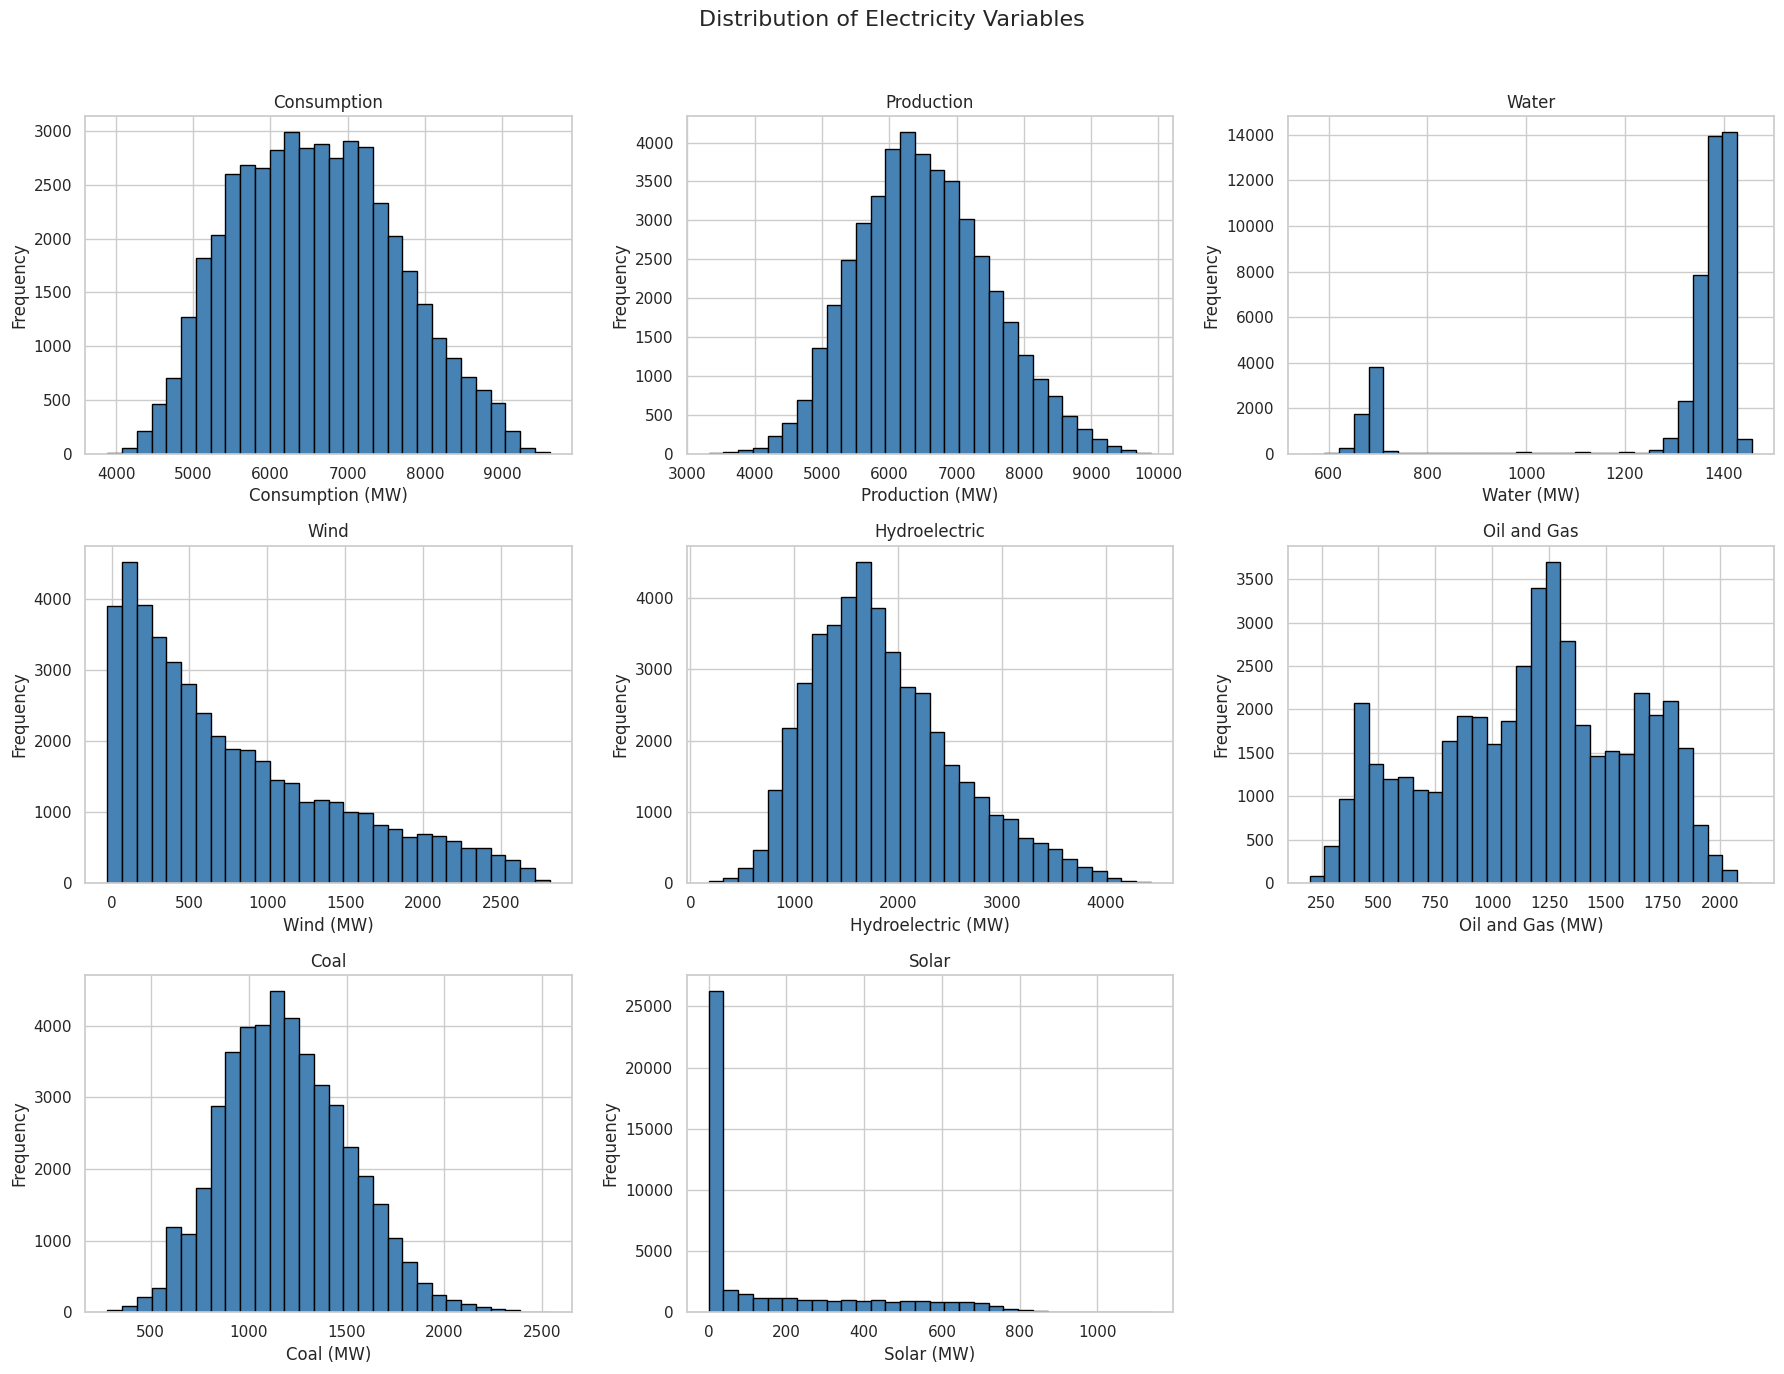 Distribution of Electricity Variables
Consumption
Production
Water
3000
2500
2000
1500
1000
500
0
Frequency
4000
3500
3000
2500
2000
1500
1000
500
0
Frequency
14000
12000
10000
8000
6000
4000
2000
0
Frequency
4000 5000 6000 7000 8000 9000
3000 4000 5000 6000 7000 8000 9000 10000
600 800 1000 1200 1400
Consumption (MW)
Production (MW)
Water (MW)
Wind
Hydroelectric
Oil and Gas
4000
3000
2000
1000
0
Frequency
4000
3000
2000
1000
0
Frequency
3500
3000
2500
2000
1500
1000
500
0
Frequency
0 500 1000 1500 2000 2500
0 1000 2000 3000 4000
250 500 750 1000 1250 1500 1750 2000
Wind (MW)
Hydroelectric (MW)
Oil and Gas (MW)
Coal
Solar
4000
3000
2000
1000
0
Frequency
25000
20000
15000
10000
5000
0
Frequency
500 1000 1500 2000 2500
0 200 400 600 800 1000
Coal (MW)
Solar (MW)